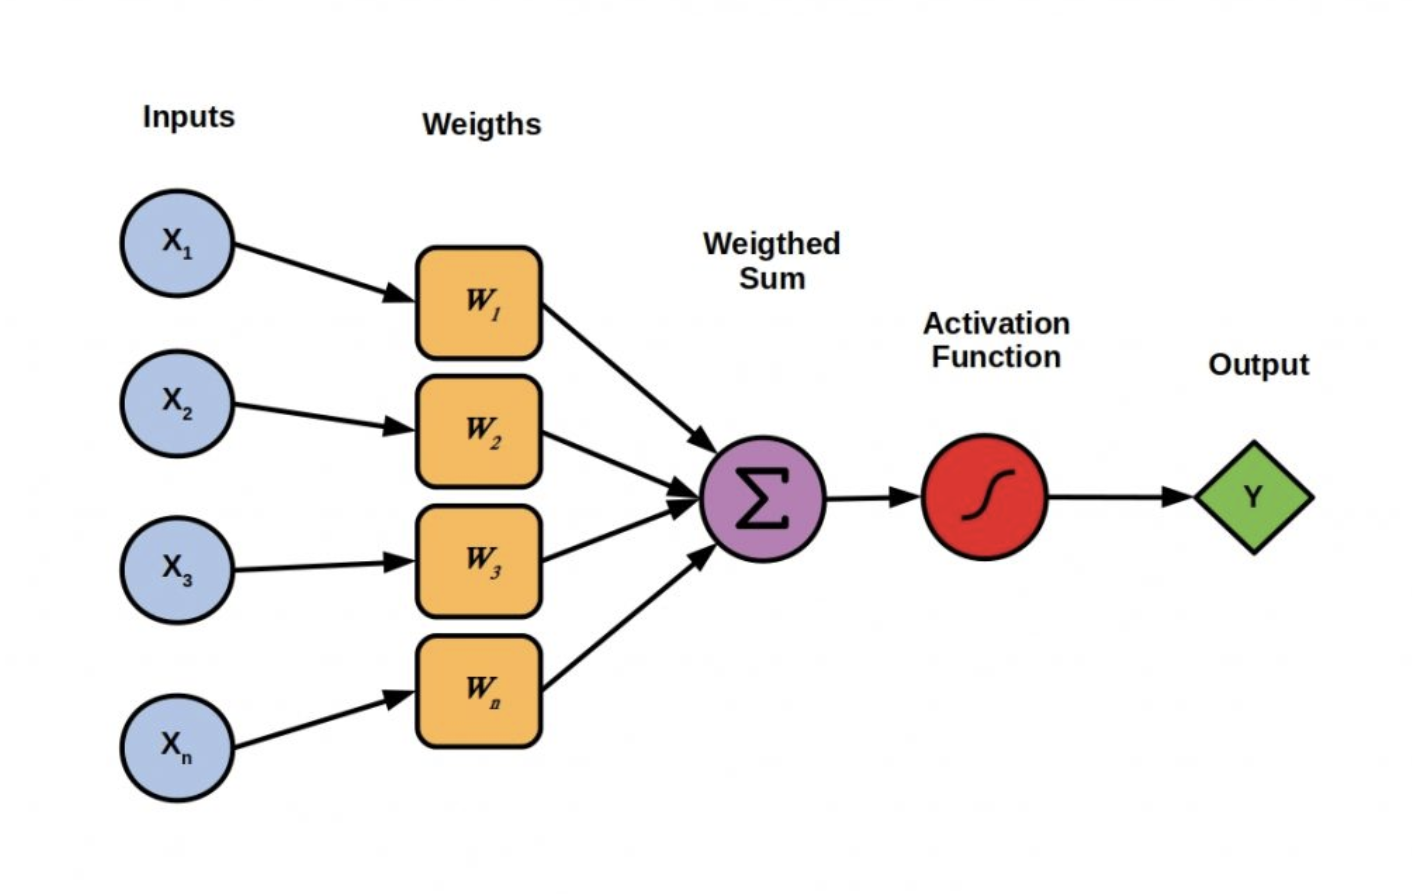 Inputs
Weigths
X1
W1
Weigthed
Sum
Activation
Function
Output
X2
W2
Σ
Y
X3
W3
Xn
Wn